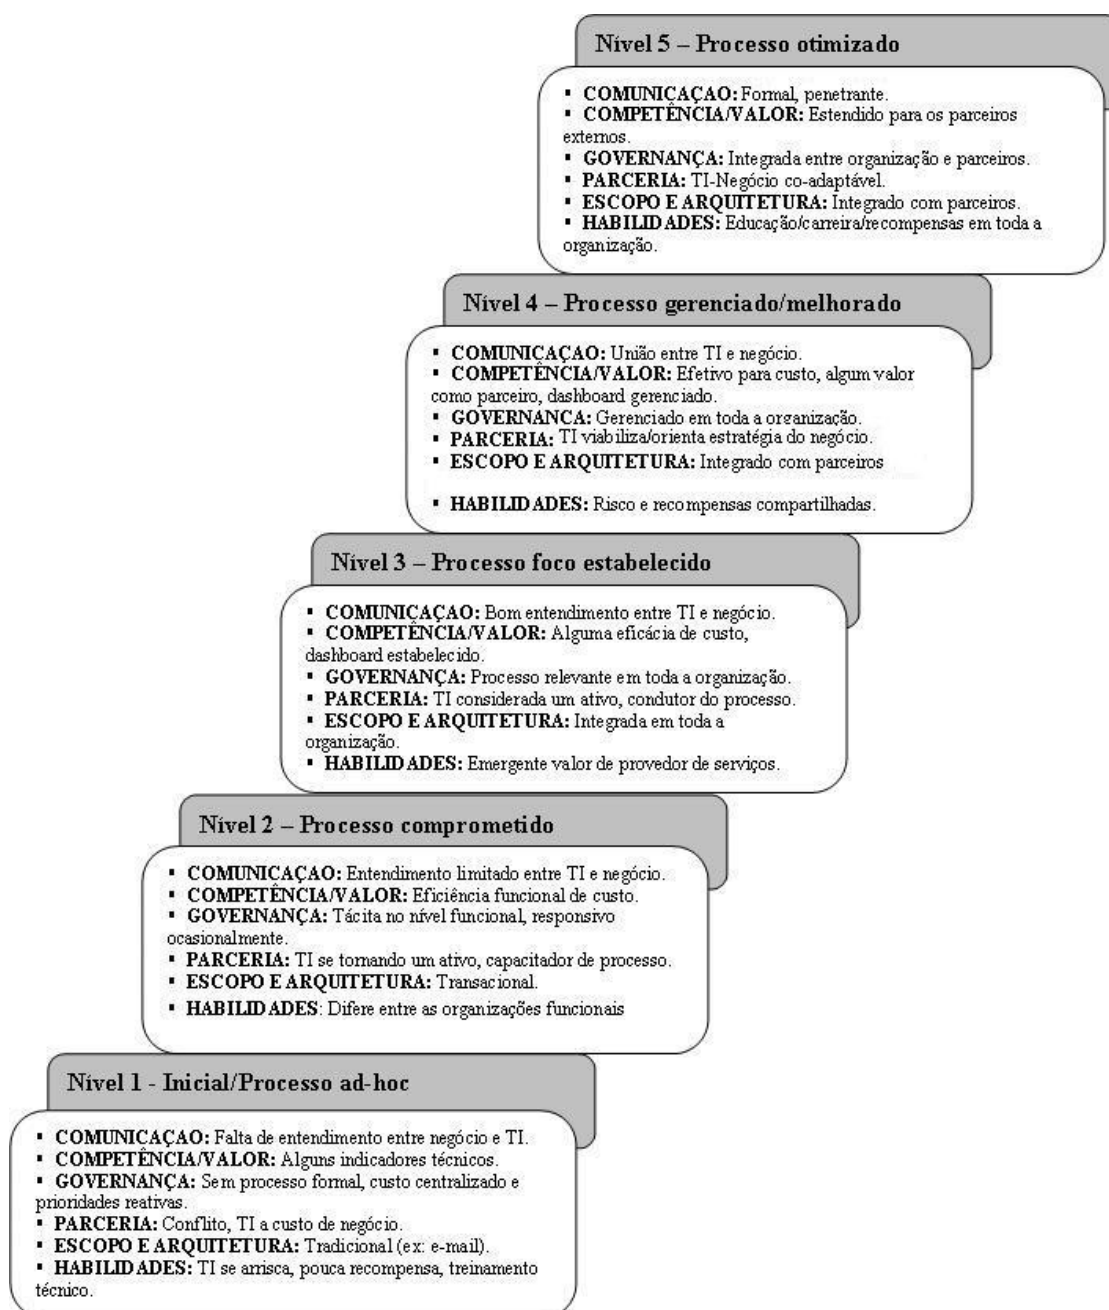 Nível 5 – Processo otimizado
▪ COMUNICAÇAO: Formal, penetrante.
▪ COMPETÊNCIA/VALOR: Estendido para os parceiros
externos.
▪ GOVERNANÇA: Integrada entre organização e parceiros.
▪ PARCERIA: TI-Negócio co-adaptável.
▪ ESCOPO E ARQUITETURA: Integrado com parceiros.
▪ HABILIDADES: Educação/carreira/recompensas em toda a
organização.
Nível 4 – Processo gerenciado/melhorado
▪ COMUNICAÇAO: União entre TI e negócio.
▪ COMPETÊNCIA/VALOR: Efetivo para custo, algum valor
como parceiro, dashboard gerenciado.
▪ GOVERNANCA: Gerenciado em toda a organização.
▪ PARCERIA: TI viabiliza/orienta estratégia do negócio.
▪ ESCOPO E ARQUITETURA: Integrado com parceiros
▪ HABILIDADES: Risco e recompensas compartilhadas.
Nível 3 – Processo foco estabelecido
▪ COMUNICAÇAO: Bom entendimento entre TI e negócio.
▪ COMPETÊNCIA/VALOR: Alguma eficácia de custo,
dashboard estabelecido.
▪ GOVERNANÇA: Processo relevante em toda a organização.
▪ PARCERIA: TI considerada um ativo, condutor do processo.
▪ ESCOPO E ARQUITETURA: Integrada em toda a
organização.
▪ HABILIDADES: Emergente valor de provedor de serviços.
Nível 2 – Processo comprometido
▪ COMUNICAÇAO: Entendimento limitado entre TI e negócio.
▪ COMPETÊNCIA/VALOR: Eficiência funcional de custo.
▪ GOVERNANÇA: Tácita no nível funcional, responsivo
ocasionalmente.
▪ PARCERIA: TI se tornando um ativo, capacitador de processo.
▪ ESCOPO E ARQUITETURA: Transacional.
▪ HABILIDADES: Difere entre as organizações funcionais
Nível 1 - Inicial/Processo ad-hoc
▪ COMUNICAÇAO: Falta de entendimento entre negócio e TI.
▪ COMPETÊNCIA/VALOR: Alguns indicadores técnicos.
▪ GOVERNANÇA: Sem processo formal, custo centralizado e
prioridades reativas.
▪ PARCERIA: Conflito, TI a custo de negócio.
▪ ESCOPO E ARQUITETURA: Tradicional (ex: e-mail).
▪ HABILIDADES: TI se arrisca, pouca recompensa, treinamento
técnico.